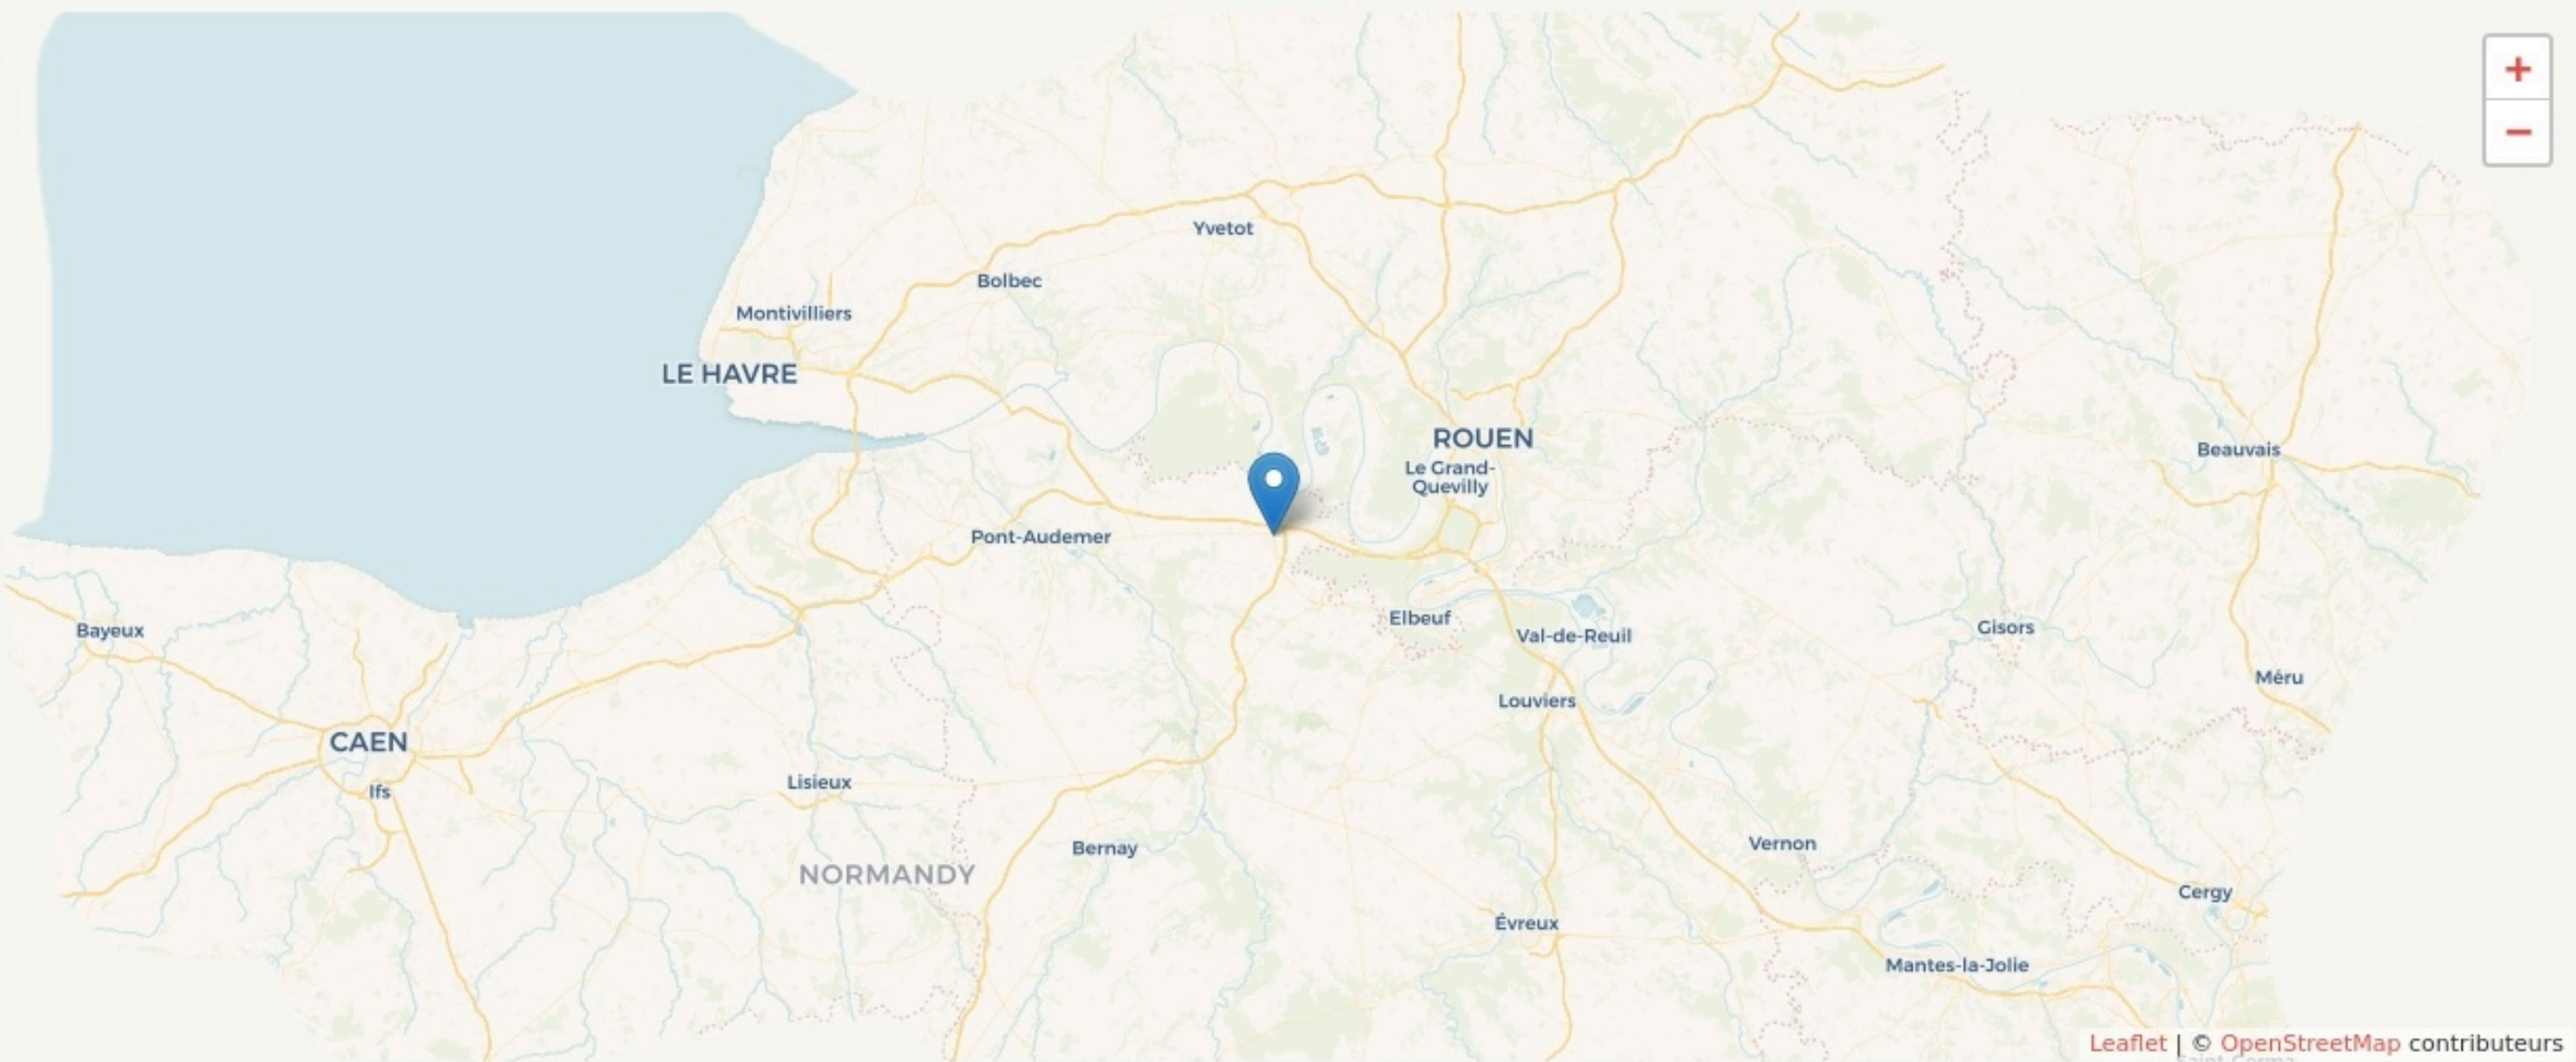 +
−
Yvetot
Bolbec
Montivilliers
LE HAVRE
ROUEN
Le Grand-
Quevilly
Beauvais
Pont-Audemer
Elbeuf
Val-de-Reuil
Gisors
Bayeux
Méru
Louviers
CAEN
Lisieux
Ifs
Vernon
Bernay
NORMANDY
Cergy
Évreux
Mantes-la-Jolie
Leaflet | © OpenStreetMap contributeurs